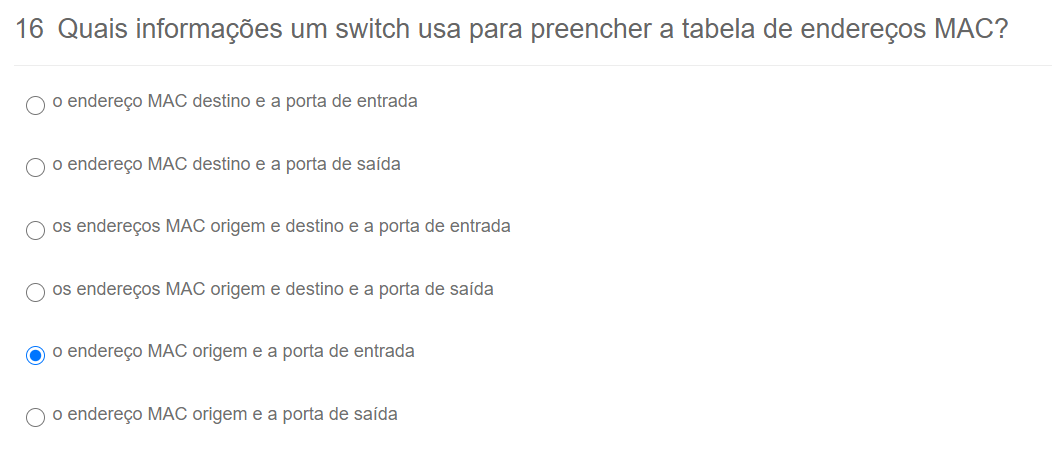 16 Quais informações um switch usa para preencher a tabela de endereços MAC?
o endereço MAC destino e a porta de entrada
o endereço MAC destino e a porta de saída
os endereços MAC origem e destino e a porta de entrada
os endereços MAC origem e destino e a porta de saída
o endereço MAC origem e a porta de entrada
o endereço MAC origem e a porta de saída